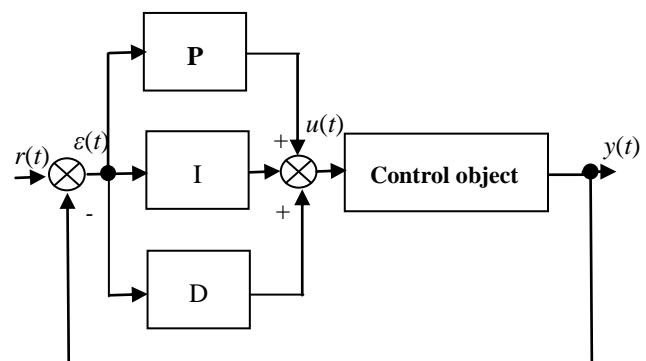 P
r(t)
ε(t)
I
+
u(t)
Control object
y(t)
-
+
D